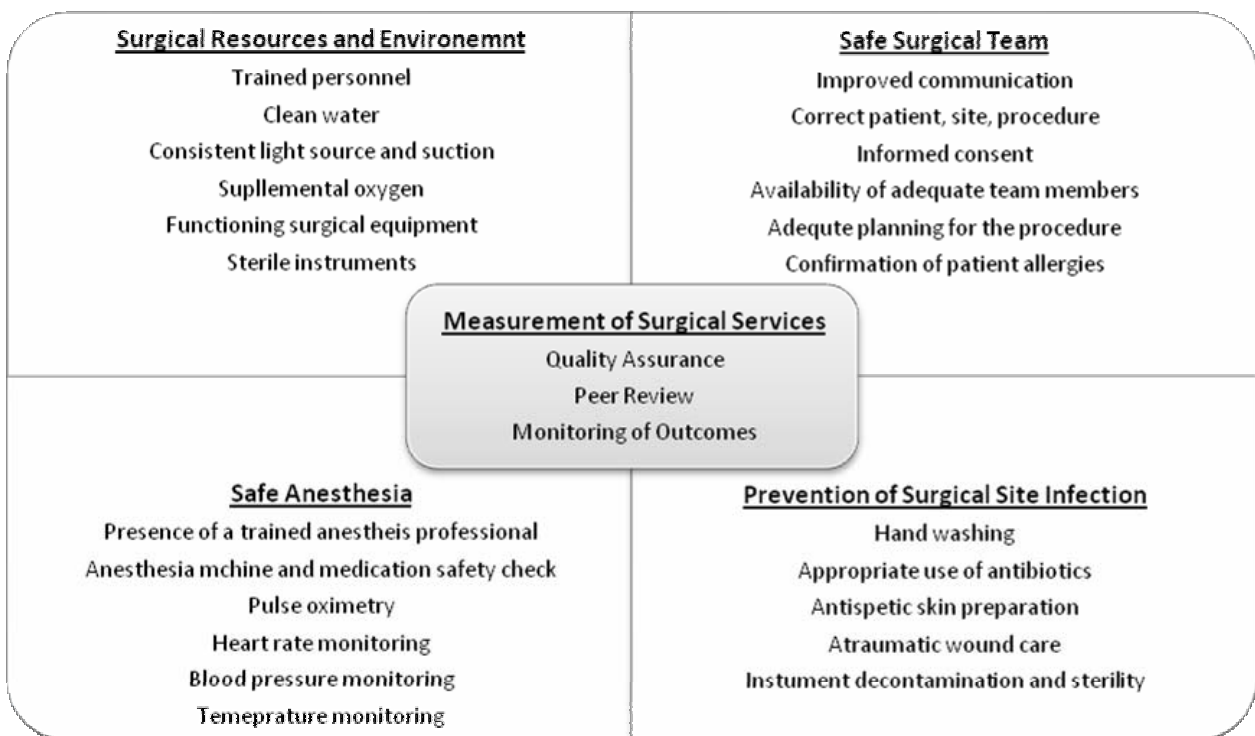 Surgical Resources and Environemnt
Trained personnel
Clean water
Consistent light source and suction
Supllemental oxygen
Functioning surgical equipment
Sterile instruments
Safe Surgical Team
Improved communication
Correct patient, site, procedure
Informed consent
Availability of adequate team members
Adequte planning for the procedure
Confirmation of patient allergies
Measurement of Surgical Services
Quality Assurance
Peer Review
Monitoring of Outcomes
Safe Anesthesia
Presence of a trained anestheis professional
Anesthesia mchine and medication safety check
Pulse oximetry
Heart rate monitoring
Blood pressure monitoring
Temeprature monitoring
Prevention of Surgical Site Infection
Hand washing
Appropriate use of antibiotics
Antispetic skin preparation
Atraumatic wound care
Instument decontamination and sterility